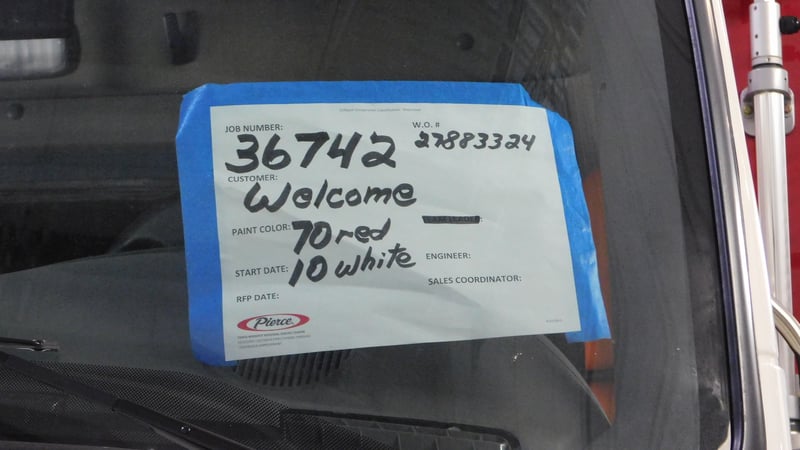 JOB NUMBER:
W.O. #
36742
27883324
CUSTOMER:
Welcome
PAINT COLOR: 70 red
START DATE: 10 white
ENGINEER:
SALES COORDINATOR:
RFP DATE:
Pierce